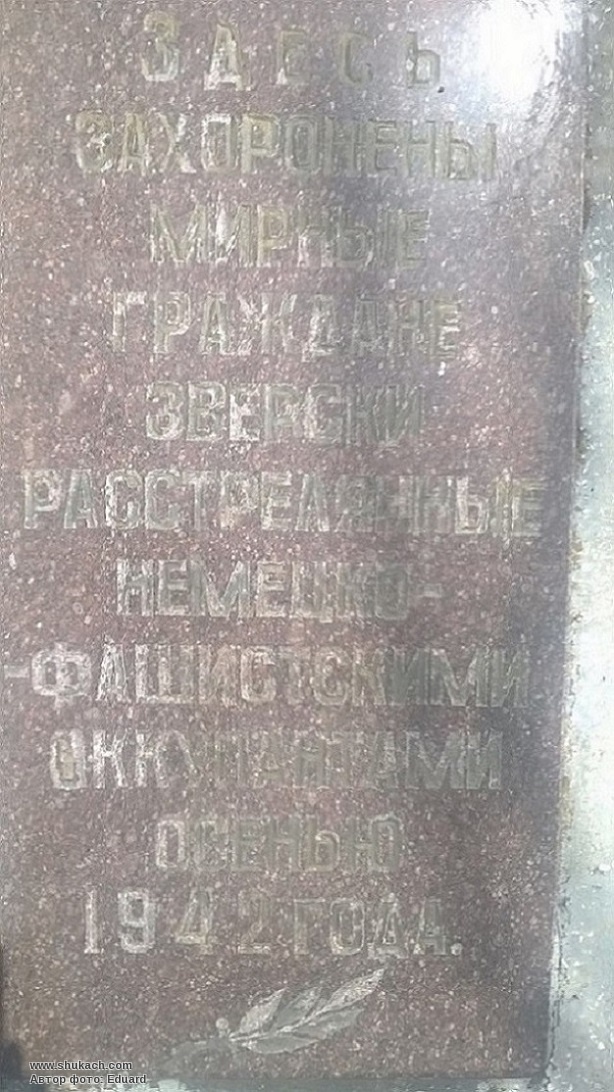 ЗДЕСЬ
ЗАХОРОНЕНЫ
МИРНЫЕ
ГРАЖДАНЕ
ЗВЕРСКИ
РАССТРЕЛЯННЫЕ
НЕМЕЦКО-
-ФАШИСТСКИМИ
ОККУПАНТАМИ
ОСЕНЬЮ
1942 ГОДА.
www.shukach.com
Автор фото: Eduard